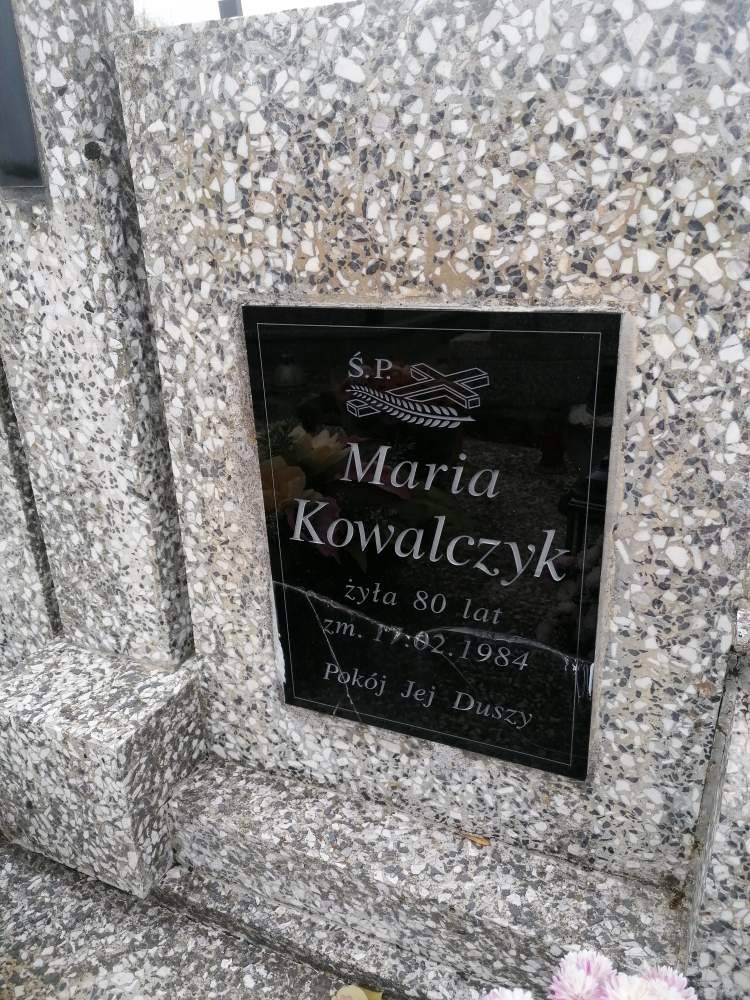 Ś.P.
Maria
Kowalczyk
żyła 80 lat
zm. 17.02.1984
Pokój Jej Duszy